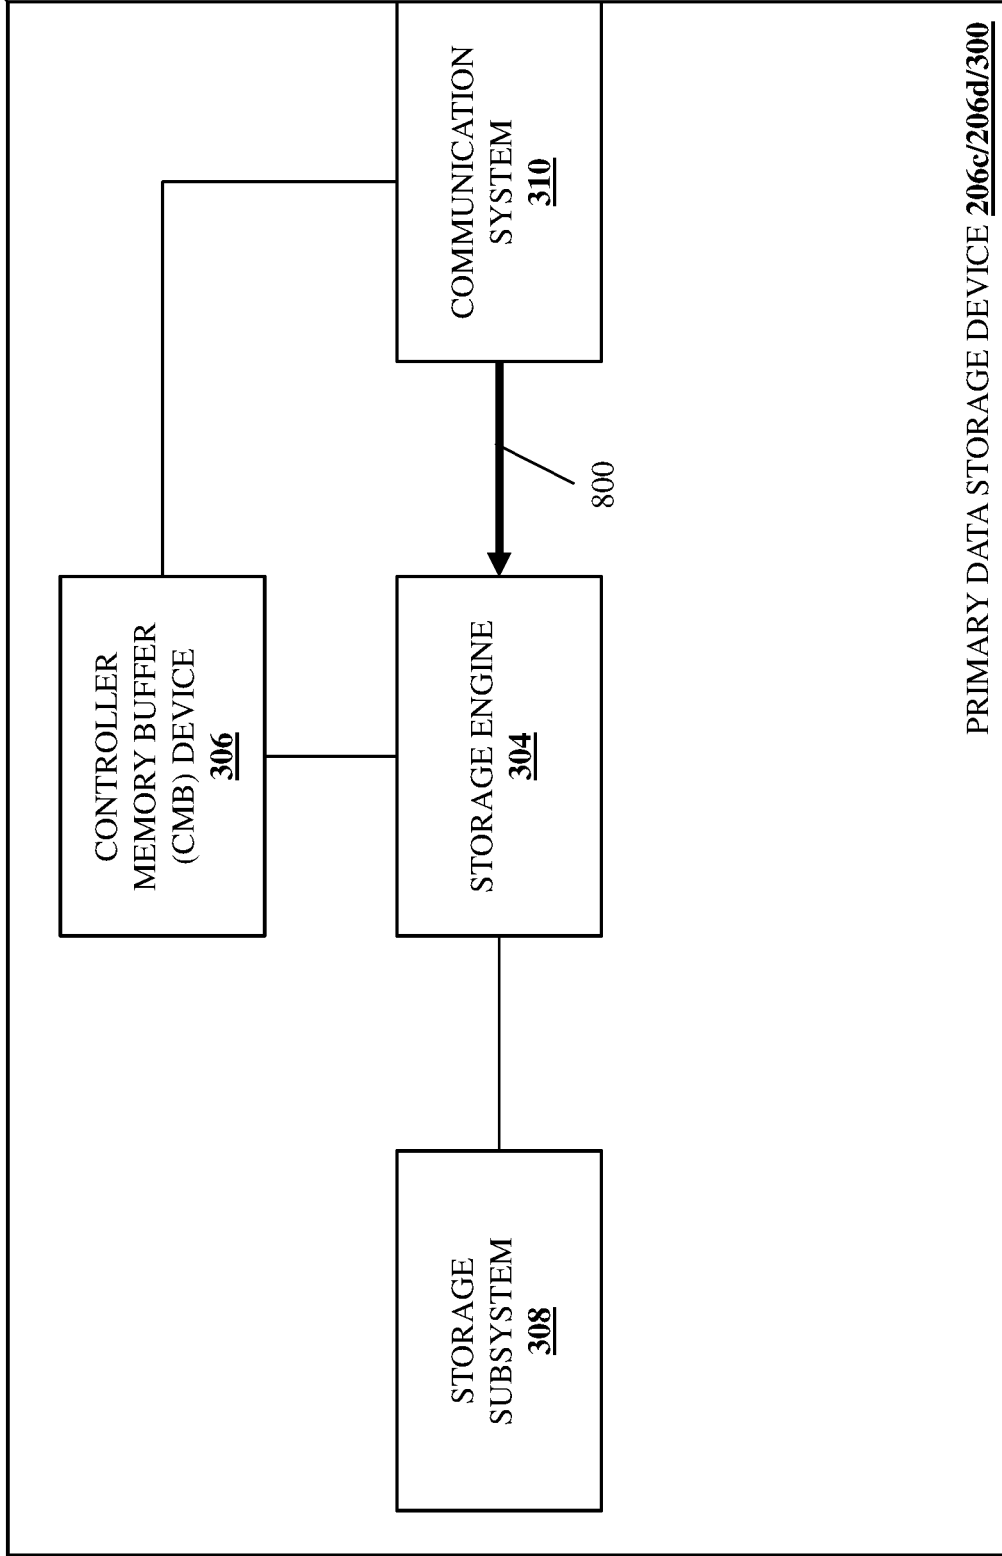 CONTROLLER
MEMORY BUFFER
(CMB) DEVICE
306
STORAGE
SUBSYSTEM
308
STORAGE ENGINE
304
800
COMMUNICATION
SYSTEM
310
PRIMARY DATA STORAGE DEVICE 206c/206d/300